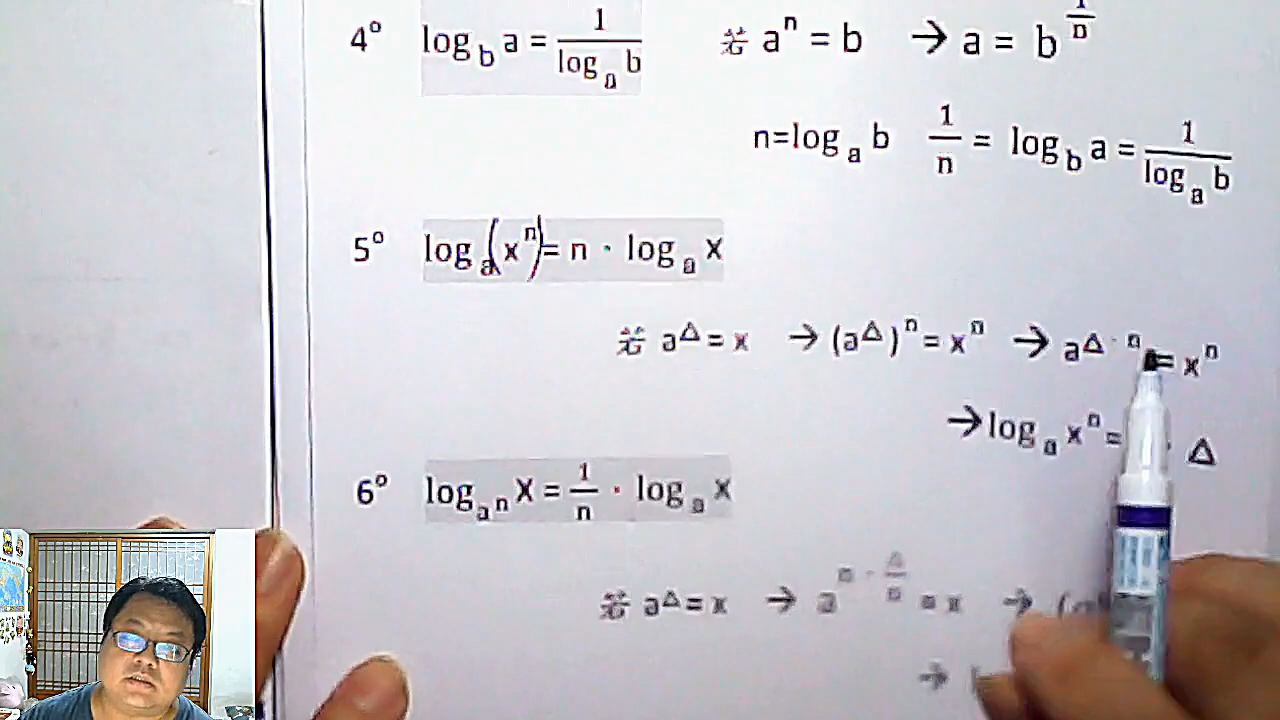 4° log_b a = 1/log_a b 若 a^n = b → a = b^(1/n)
n=log_a b 1/n = log_b a = 1/log_a b
5° log_a (x^n) = n · log_a x
若 a^Δ = x → (a^Δ)^n = x^n → a^(Δ·n) = x^n
→ log_a x^n = · Δ
6° log_(a^n) x = 1/n · log_a x
若 a^Δ = x → a^(n·Δ/n) = x → (a
→